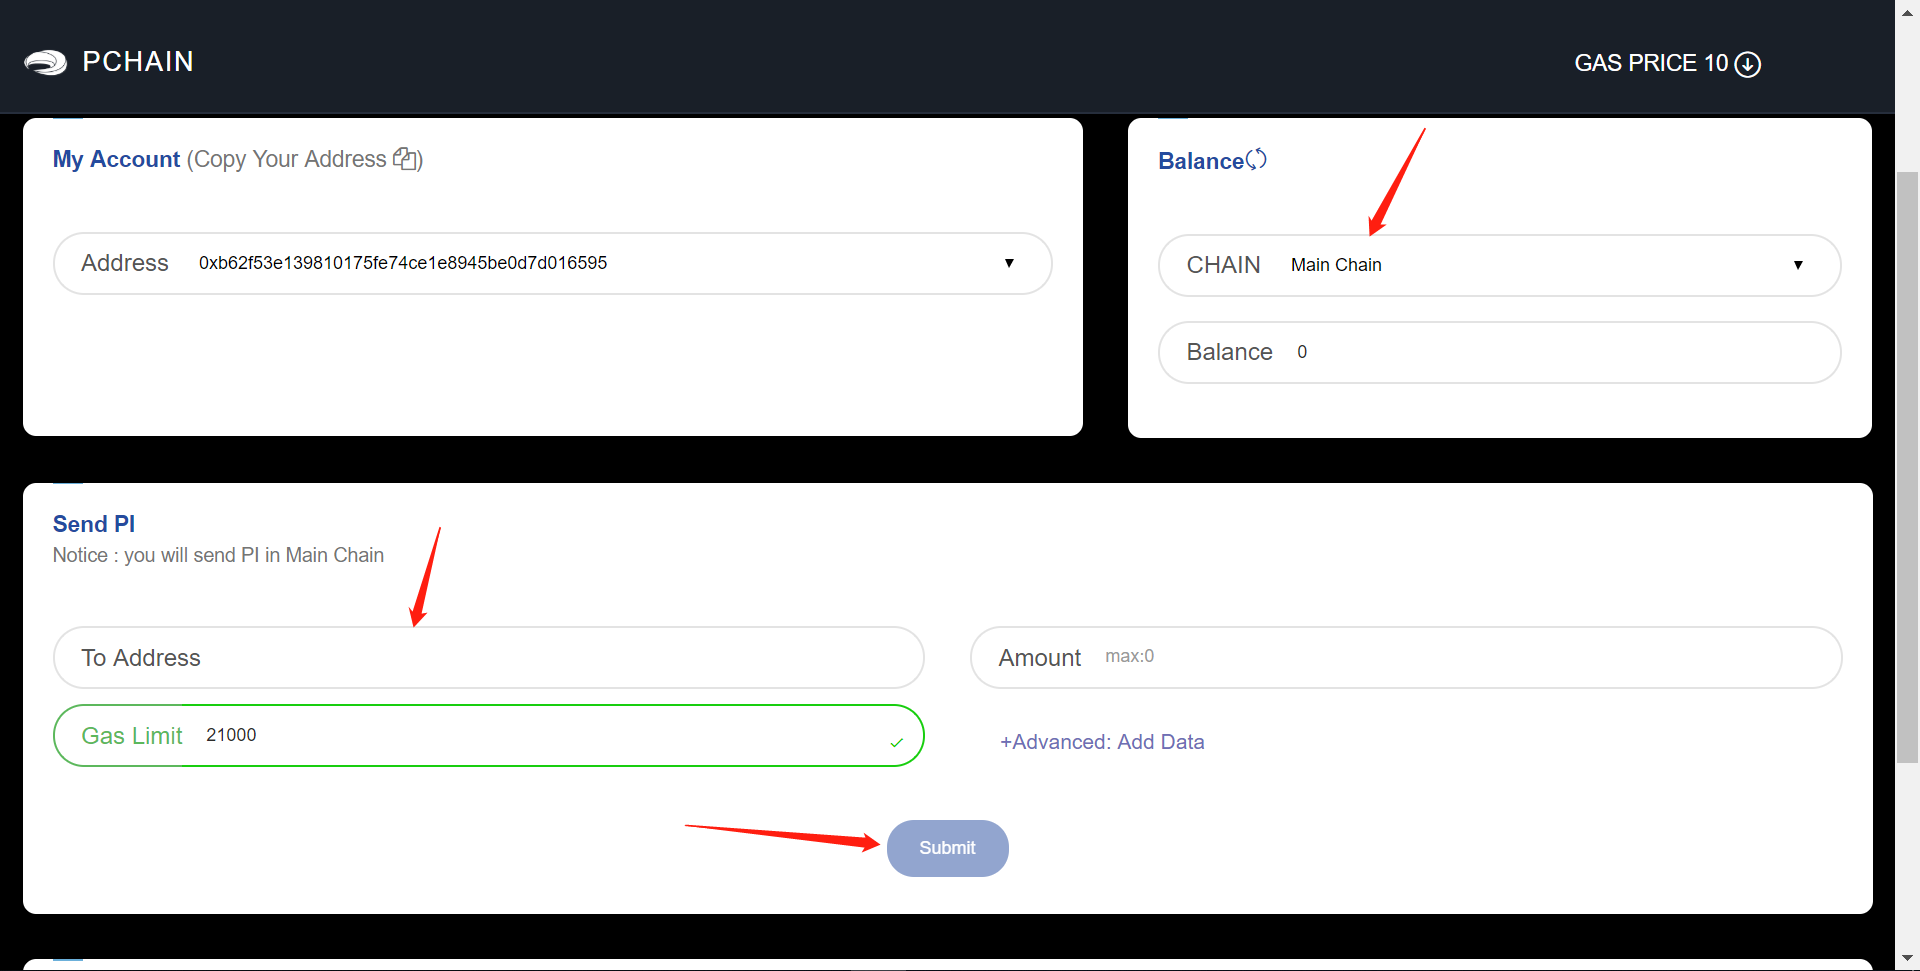 PCHAIN
GAS PRICE 10
My Account (Copy Your Address )
Address 0xb62f53e139810175fe74ce1e8945be0d7d016595
Balance
CHAIN Main Chain
Balance 0
Send PI
Notice : you will send PI in Main Chain
To Address
Amount max:0
Gas Limit 21000
+Advanced: Add Data
Submit